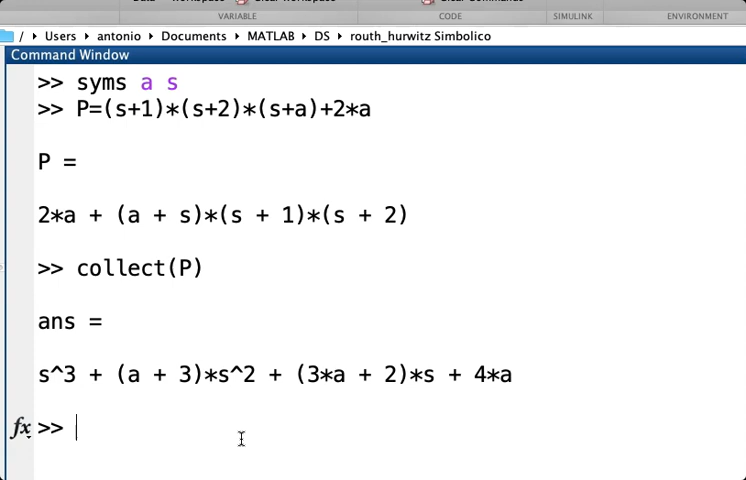 VARIABLE CODE SIMULINK ENVIRONMENT
/ ▸ Users ▸ antonio ▸ Documents ▸ MATLAB ▸ DS ▸ routh_hurwitz Simbolico
Command Window
>> syms a s
>> P=(s+1)*(s+2)*(s+a)+2*a
P =
2*a + (a + s)*(s + 1)*(s + 2)
>> collect(P)
ans =
s^3 + (a + 3)*s^2 + (3*a + 2)*s + 4*a
fx >>